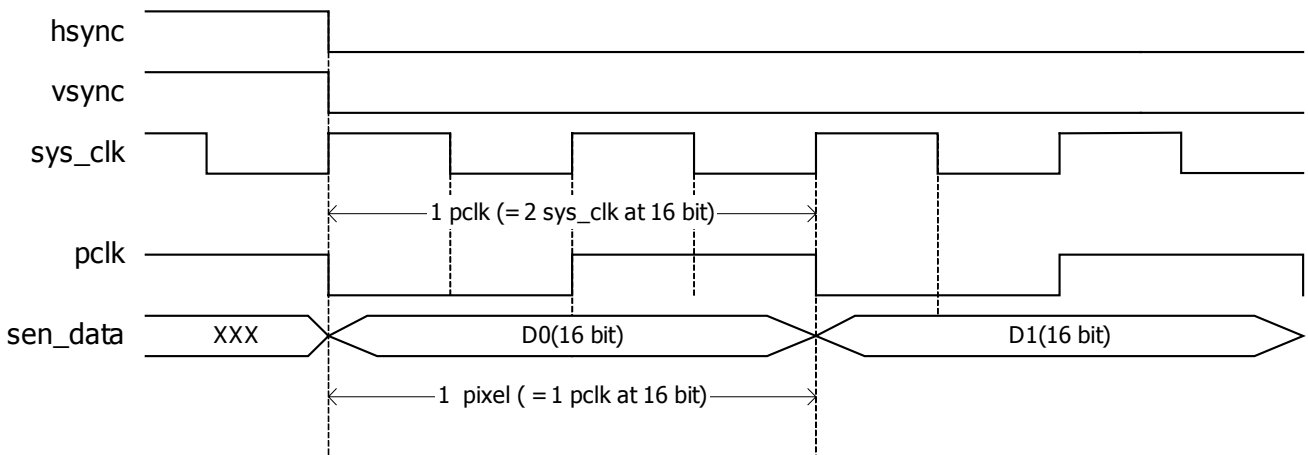 hsync
vsync
sys_clk
1 pclk (= 2 sys_clk at 16 bit)
pclk
sen_data
XXX
D0(16 bit)
D1(16 bit)
1 pixel ( = 1 pclk at 16 bit)